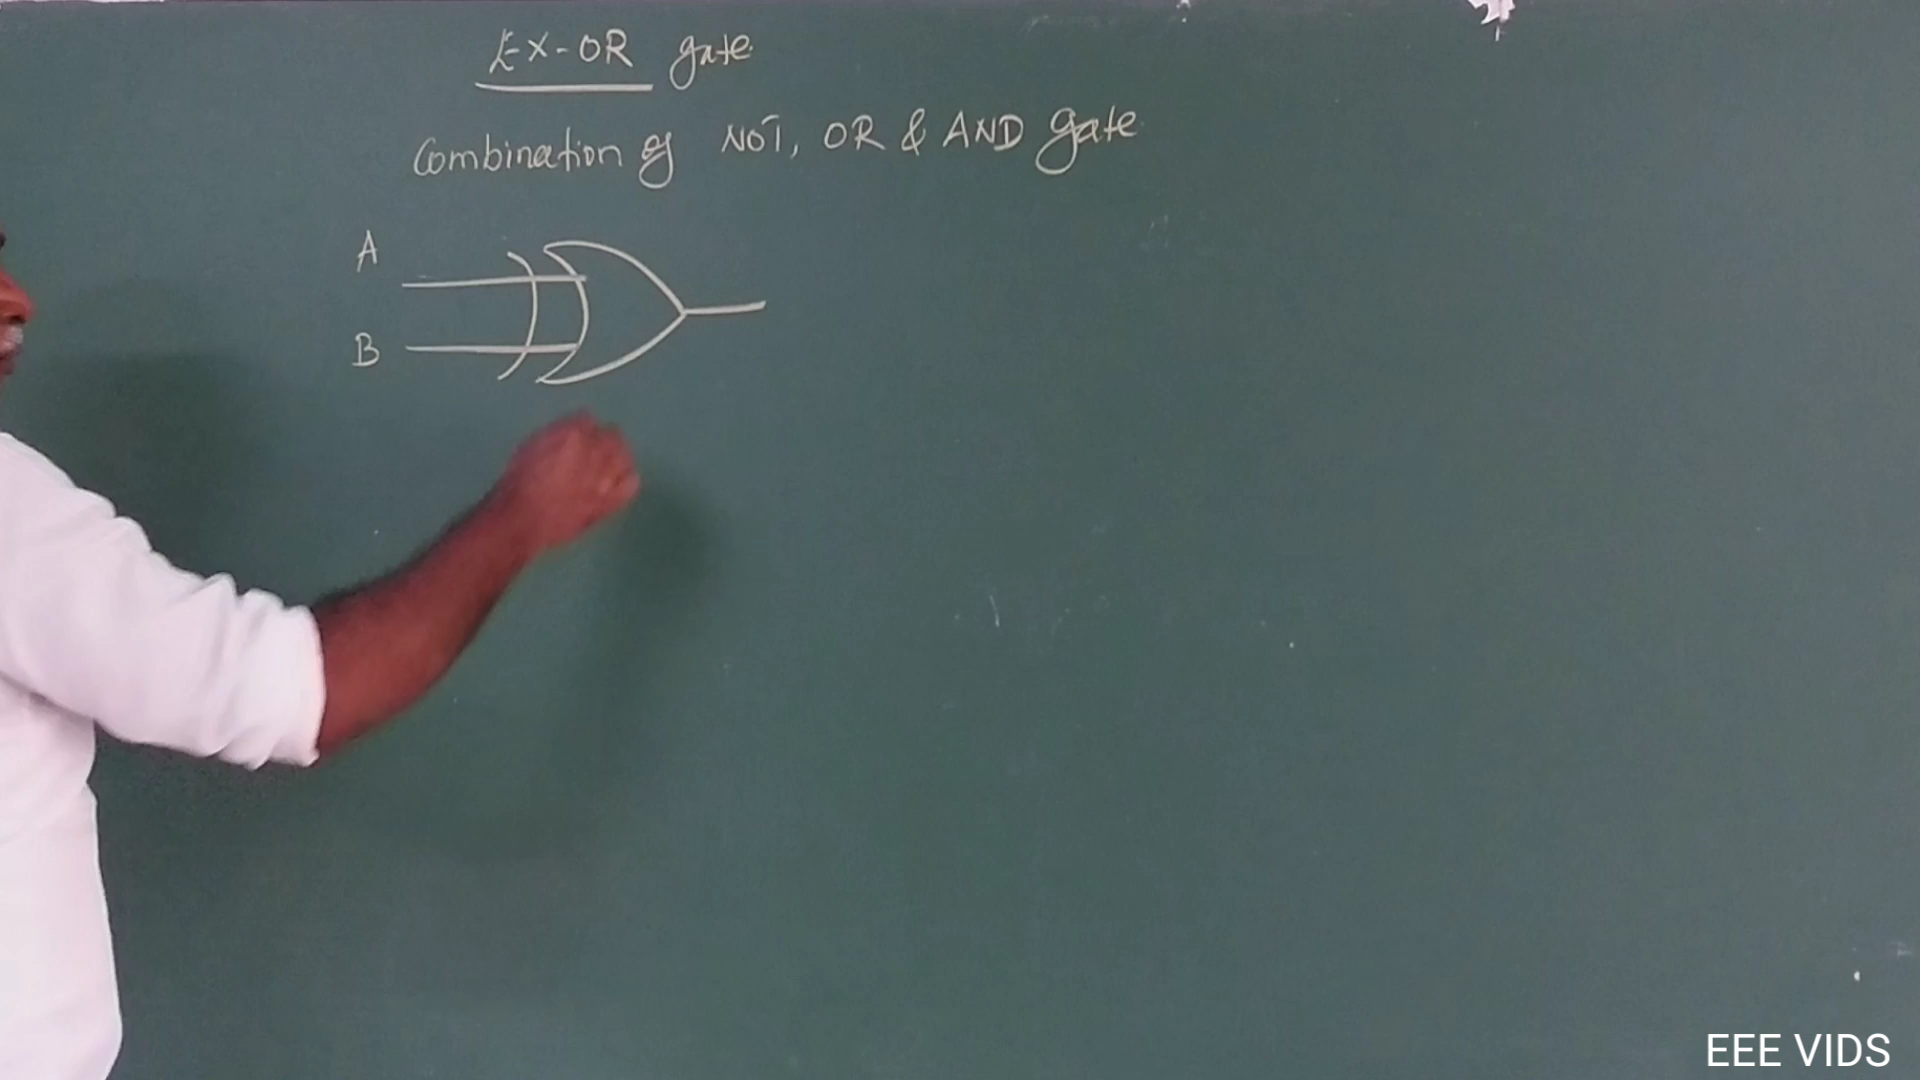 EX-OR gate
Combination of NOT, OR & AND gate
A
B
EEE VIDS